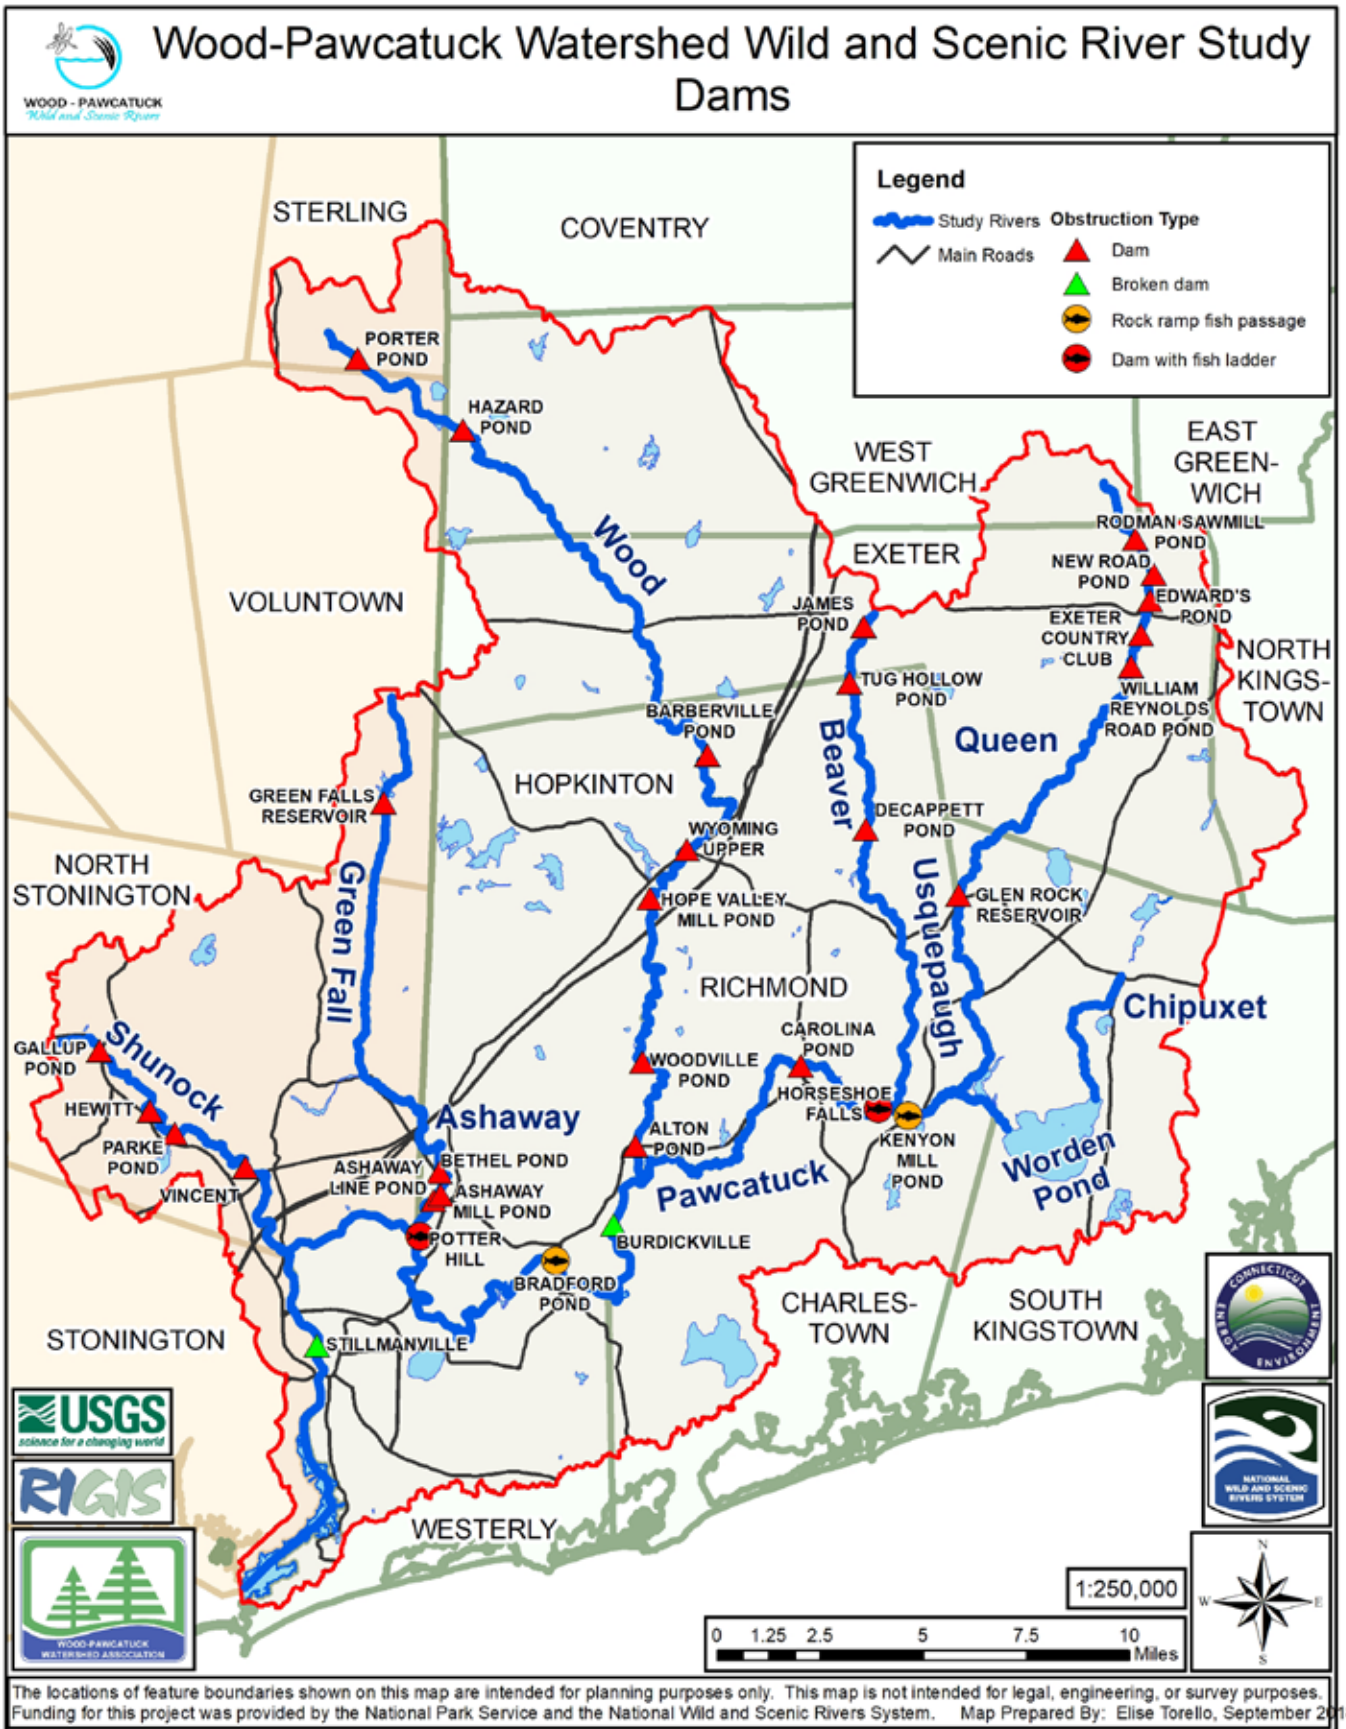 Wood-Pawcatuck Watershed Wild and Scenic River Study
Dams
WOOD - PAWCATUCK
Wild and Scenic Rivers
Legend
Study Rivers
Main Roads
Obstruction Type
Dam
Broken dam
Rock ramp fish passage
Dam with fish ladder
STERLING
COVENTRY
PORTER
POND
HAZARD
POND
WEST
GREENWICH
EAST
GREEN-
WICH
Wood
EXETER
RODMAN SAWMILL
POND
NEW ROAD
POND
EDWARD'S
POND
VOLUNTOWN
JAMES
POND
EXETER
COUNTRY
CLUB
NORTH
KINGS-
TOWN
TUG HOLLOW
POND
WILLIAM
REYNOLDS
ROAD POND
BARBERVILLE
POND
Beaver
Queen
HOPKINTON
GREEN FALLS
RESERVOIR
DECAPPETT
POND
WYOMING
UPPER
NORTH
STONINGTON
Green Fall
HOPE VALLEY
MILL POND
Usquepaugh
GLEN ROCK
RESERVOIR
RICHMOND
Chipuxet
GALLUP
POND
Shunock
CAROLINA
POND
WOODVILLE
POND
HEWITT
HORSESHOE
FALLS
Ashaway
PARKE
POND
ALTON
POND
KENYON
MILL
POND
Worden
Pond
BETHEL POND
ASHAWAY
LINE POND
VINCENT
ASHAWAY
MILL POND
Pawcatuck
POTTER
HILL
BURDICKVILLE
BRADFORD
POND
CHARLES-
TOWN
SOUTH
KINGSTOWN
STONINGTON
STILLMANVILLE
CONNECTICUT
ENERGY
ENVIRONMENT
USGS
science for a changing world
RIGIS
NATIONAL
WILD AND SCENIC
RIVERS SYSTEM
WESTERLY
WOOD-PAWCATUCK
WATERSHED ASSOCIATION
N
W
E
S
1:250,000
0 1.25 2.5 5 7.5 10
Miles
The locations of feature boundaries shown on this map are intended for planning purposes only. This map is not intended for legal, engineering, or survey purposes.
Funding for this project was provided by the National Park Service and the National Wild and Scenic Rivers System. Map Prepared By: Elise Torello, September